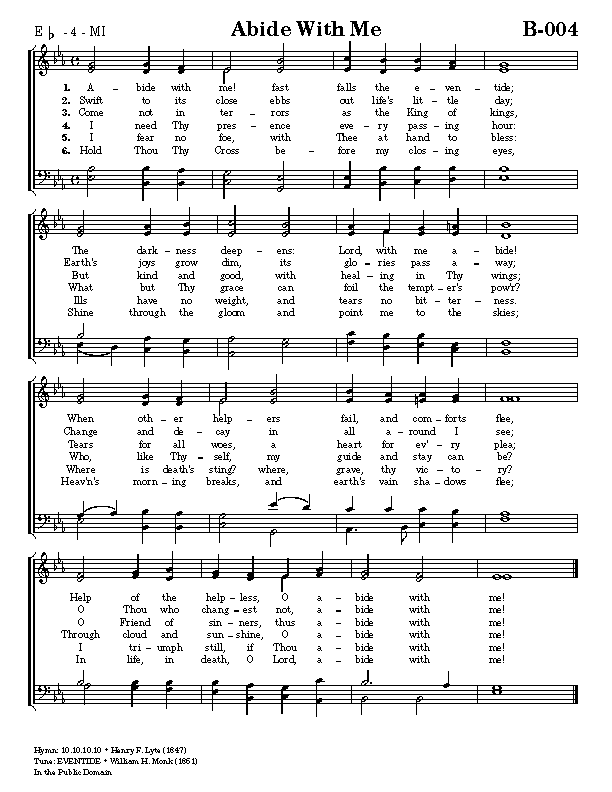 E♭ - 4 - MI Abide With Me B-004
1. A - bide with me! fast falls the e - ven - tide;
2. Swift to its close ebbs out life's lit - tle day;
3. Come not in ter - rors as the King of kings,
4. I need Thy pres - ence eve - ry pass - ing hour:
5. I fear no foe, with Thee at hand to bless:
6. Hold Thou Thy Cross be - fore my clos - ing eyes,
The dark - ness deep - ens: Lord, with me a - bide!
Earth's joys grow dim, its glo - ries pass a - way;
But kind and good, with heal - ing in Thy wings;
What but Thy grace can foil the tempt - er's pow'r?
Ills have no weight, and tears no bit - ter - ness.
Shine through the gloom and point me to the skies;
When oth - er help - ers fail, and com - forts flee,
Change and de - cay in all a - round I see;
Tears for all woes, a heart for ev' - ry plea;
Who, like Thy - self, my guide and stay can be?
Where is death's sting? where, grave, thy vic - to - ry?
Heav'n's morn - ing breaks, and earth's vain sha - dows flee;
Help of the help - less, O a - bide with me!
O Thou who chang - est not, a - bide with me!
O Friend of sin - ners, thus a - bide with me!
Through cloud and sun - shine, O a - bide with me!
I tri - umph still, if Thou a - bide with me!
In life, in death, O Lord, a - bide with me!
Hymn: 10.10.10.10 • Henry F. Lyte (1847)
Tune: EVENTIDE • William H. Monk (1861)
In the Public Domain